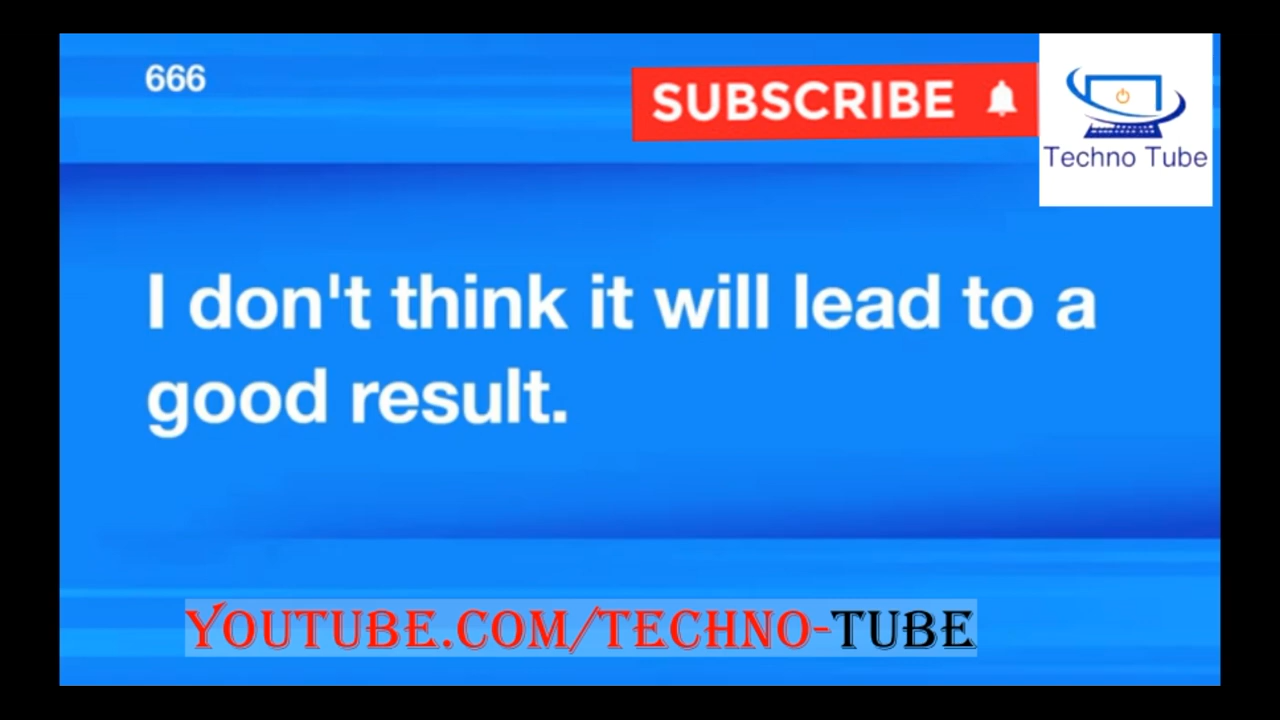 666
SUBSCRIBE
Techno Tube
I don't think it will lead to a
good result.
YOUTUBE.COM/TECHNO-TUBE